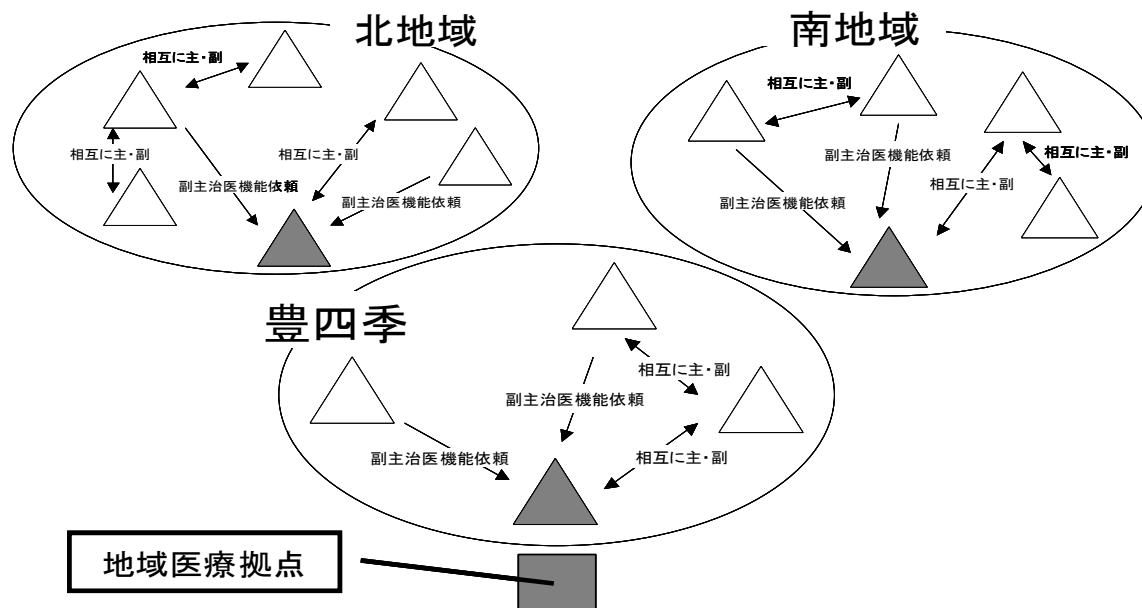 北地域
相互に主・副
相互に主・副
相互に主・副
副主治医機能依頼
副主治医機能依頼
南地域
相互に主・副
副主治医機能依頼
相互に主・副
相互に主・副
副主治医機能依頼
豊四季
相互に主・副
副主治医機能依頼
副主治医機能依頼
相互に主・副
地域医療拠点